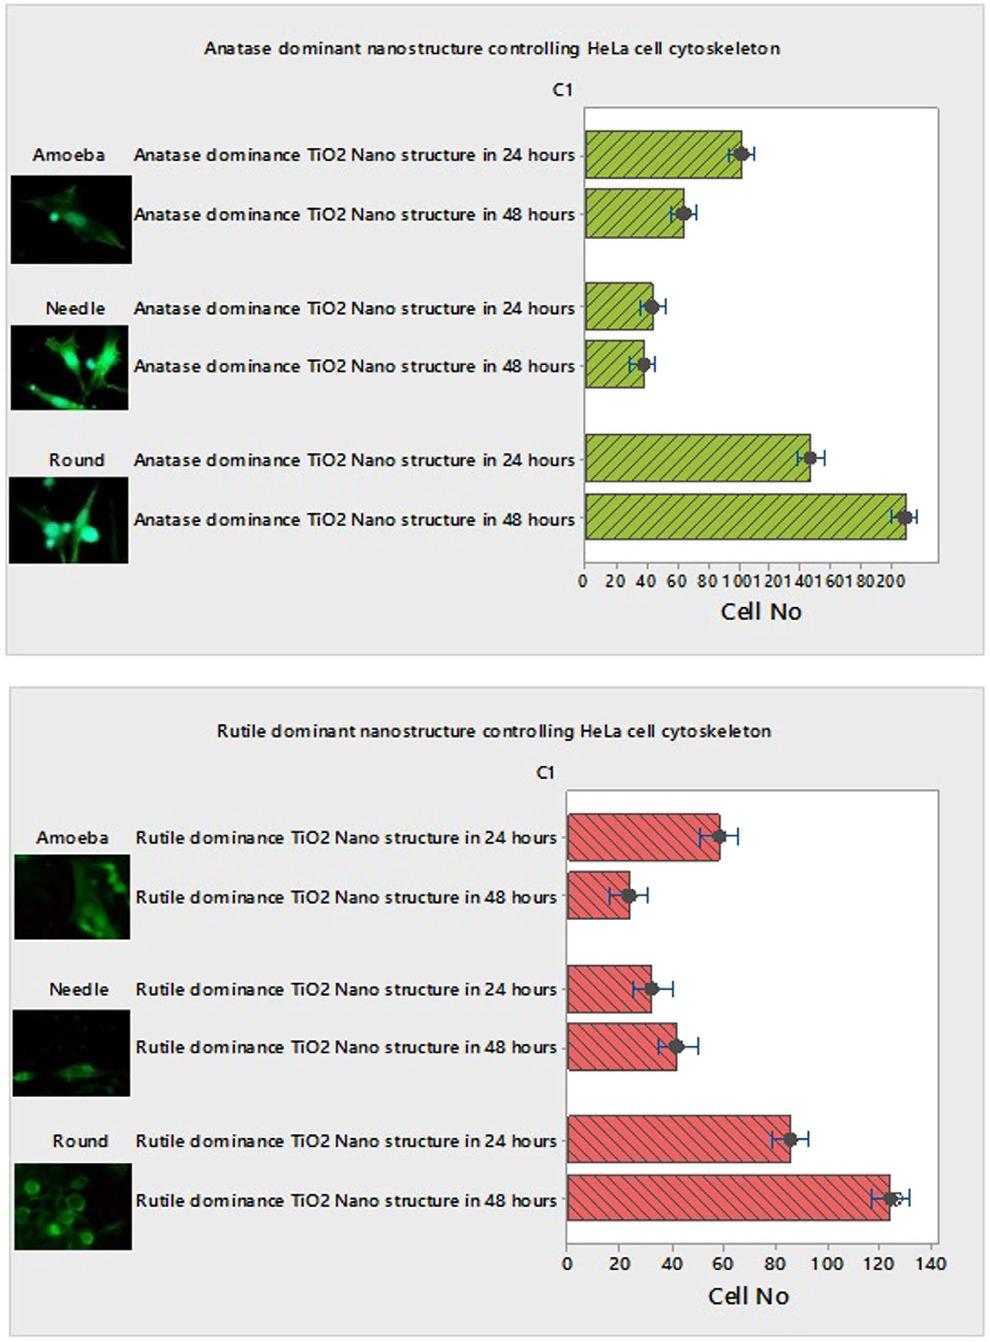 Anatase dominant nanostructure controlling HeLa cell cytoskeleton
C1
Amoeba Anatase dominance TiO2 Nano structure in 24 hours
Anatase dominance TiO2 Nano structure in 48 hours
Needle Anatase dominance TiO2 Nano structure in 24 hours
Anatase dominance TiO2 Nano structure in 48 hours
Round Anatase dominance TiO2 Nano structure in 24 hours
Anatase dominance TiO2 Nano structure in 48 hours
0 20 40 60 80 100 120 140 160 180 200
Cell No
Rutile dominant nanostructure controlling HeLa cell cytoskeleton
C1
Amoeba Rutile dominance TiO2 Nano structure in 24 hours
Rutile dominance TiO2 Nano structure in 48 hours
Needle Rutile dominance TiO2 Nano structure in 24 hours
Rutile dominance TiO2 Nano structure in 48 hours
Round Rutile dominance TiO2 Nano structure in 24 hours
Rutile dominance TiO2 Nano structure in 48 hours
0 20 40 60 80 100 120 140
Cell No